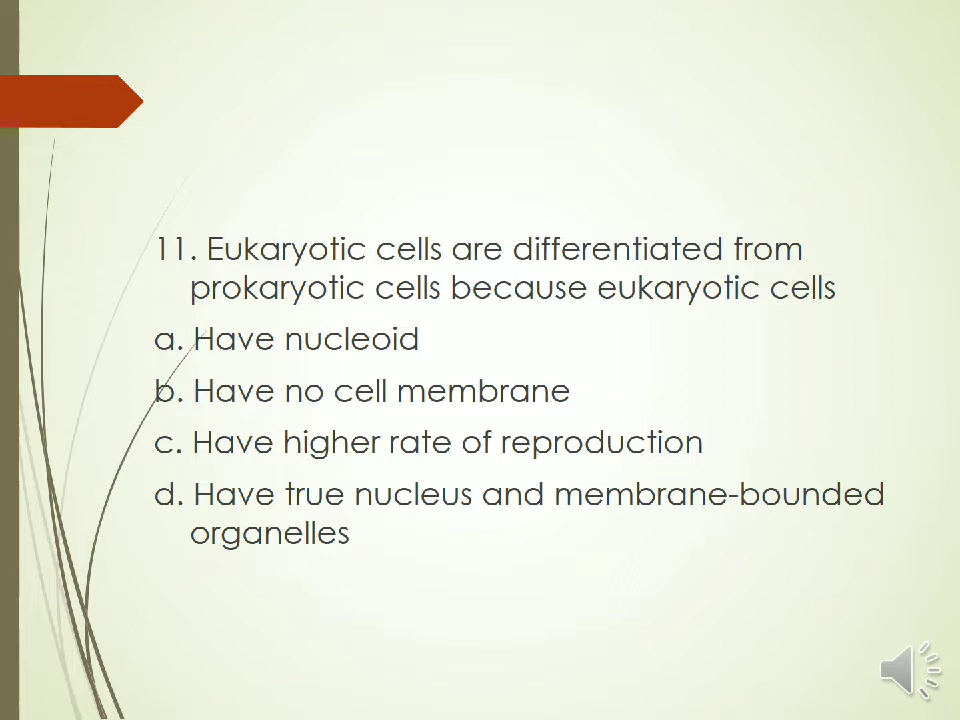 11. Eukaryotic cells are differentiated from
prokaryotic cells because eukaryotic cells
a. Have nucleoid
b. Have no cell membrane
c. Have higher rate of reproduction
d. Have true nucleus and membrane-bounded
organelles